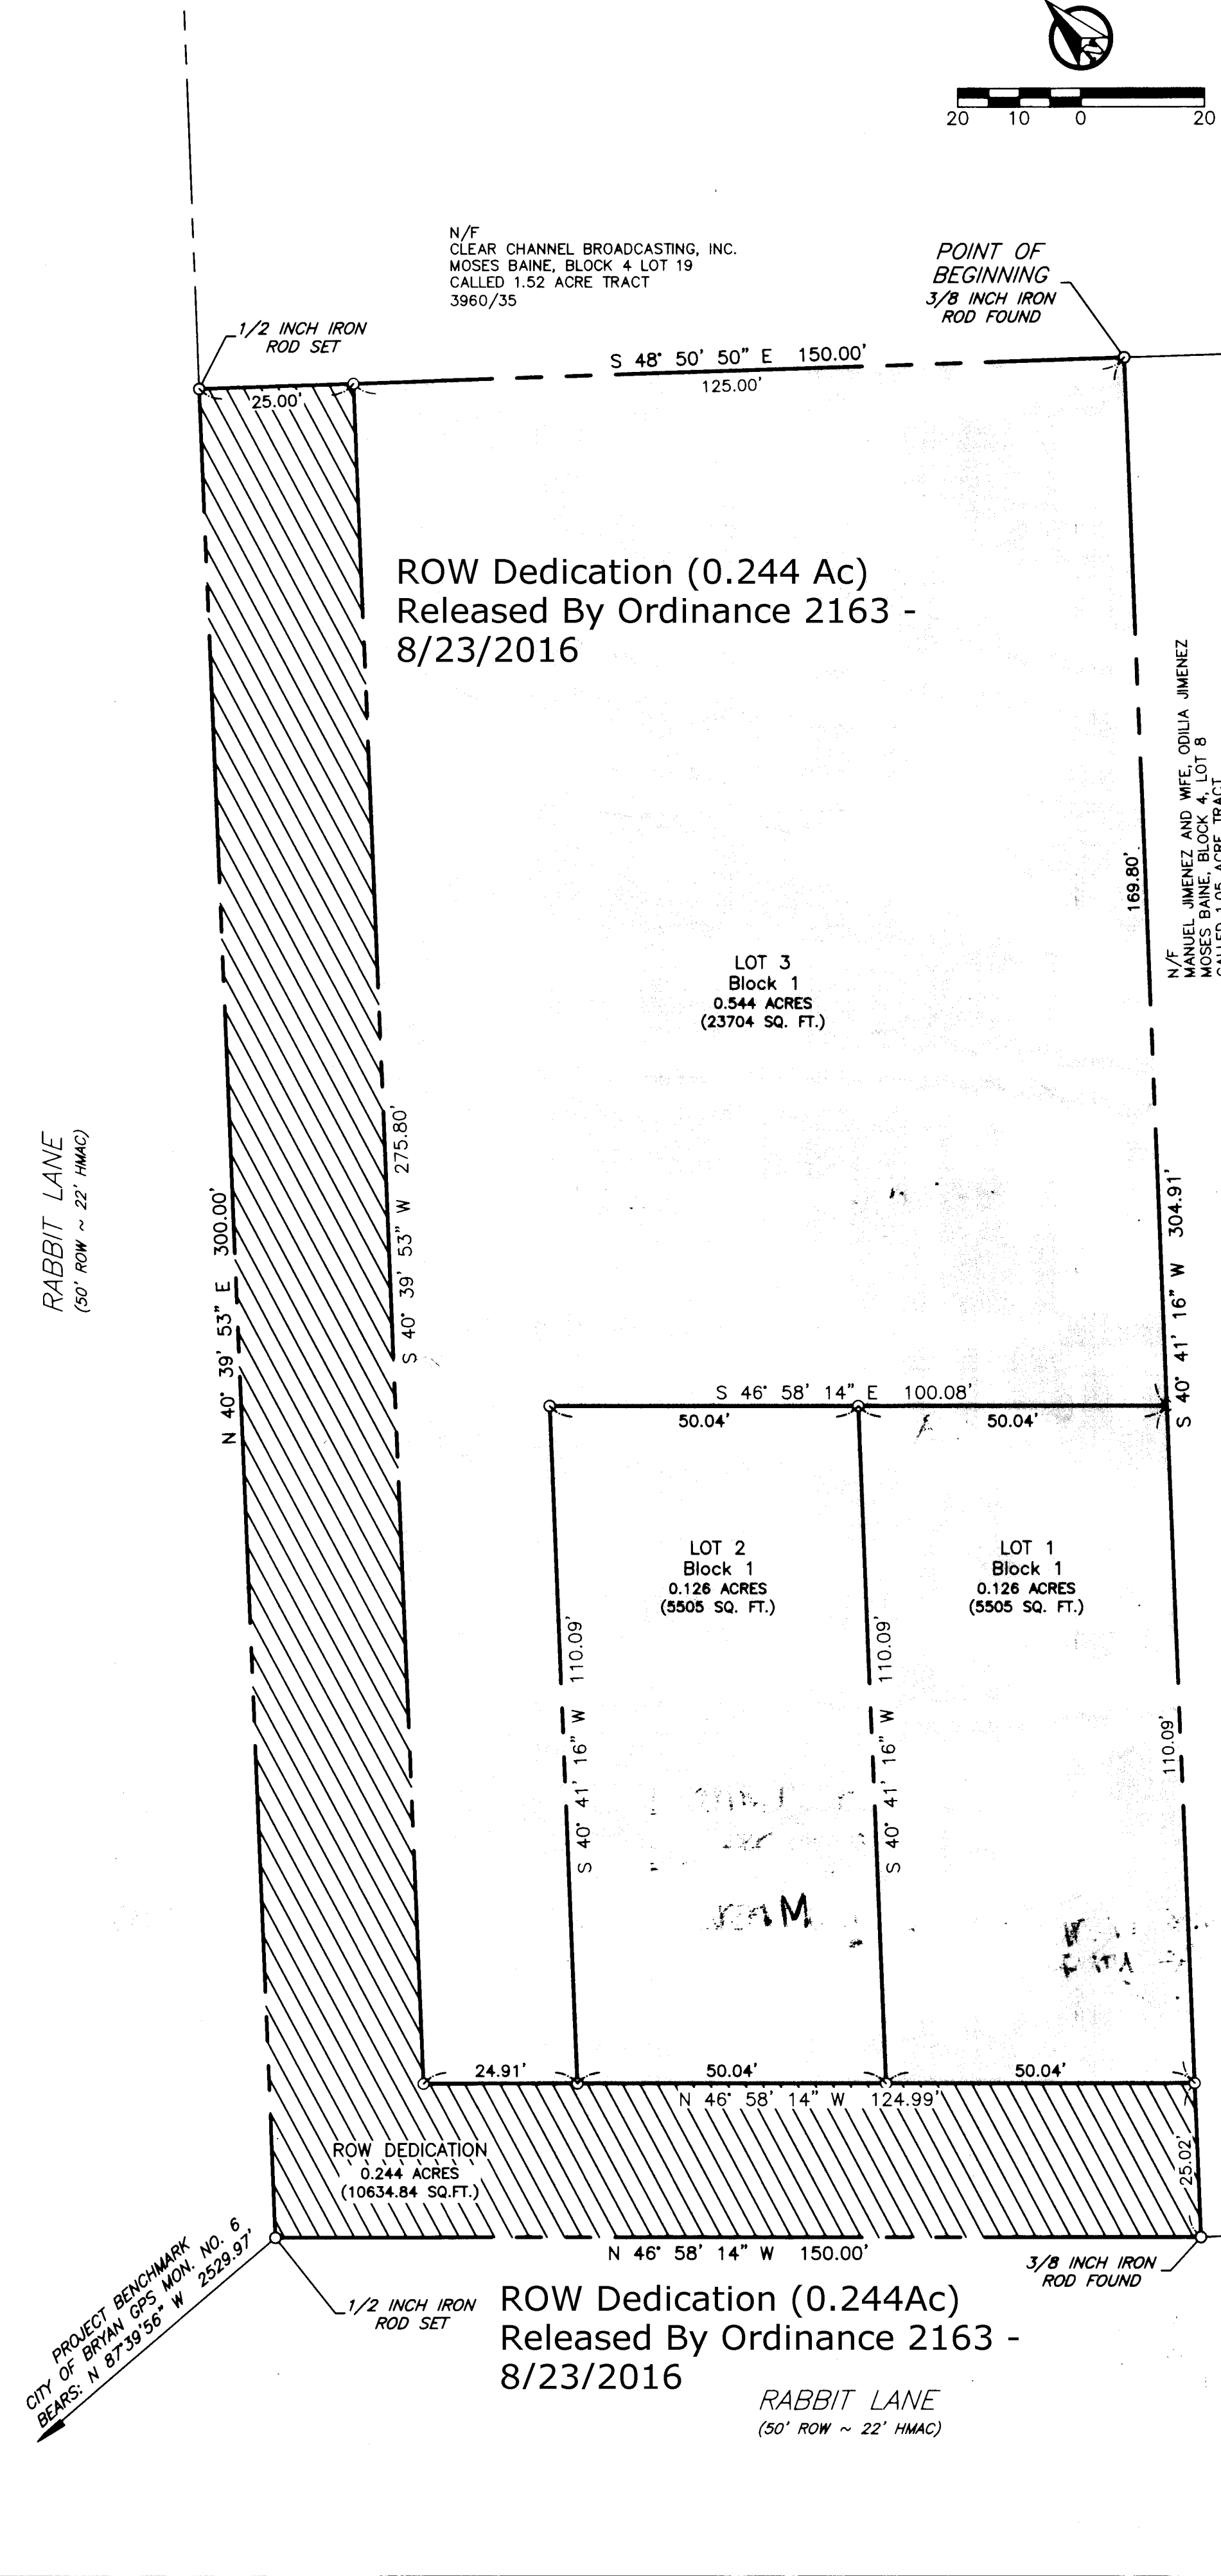 20 10 0 20
N/F
CLEAR CHANNEL BROADCASTING, INC.
MOSES BAINE, BLOCK 4 LOT 19
CALLED 1.52 ACRE TRACT
3960/35
POINT OF
BEGINNING
3/8 INCH IRON
ROD FOUND
1/2 INCH IRON
ROD SET
S 48° 50' 50" E 150.00'
125.00'
25.00'
ROW Dedication (0.244 Ac)
Released By Ordinance 2163 -
8/23/2016
N/F
MANUEL JIMENEZ AND WIFE, ODILIA JIMENEZ
MOSES BAINE, BLOCK 4, LOT 8
CALLED 1.05 ACRE TRACT
169.80'
LOT 3
Block 1
0.544 ACRES
(23704 SQ. FT.)
RABBIT LANE
(50' ROW ~ 22' HMAC)
N 40° 39' 53" E 300.00'
S 40° 39' 53" W 275.80'
S 40° 41' 16" W 304.91'
S 46° 58' 14" E 100.08'
50.04'
50.04'
LOT 2
Block 1
0.126 ACRES
(5505 SQ. FT.)
LOT 1
Block 1
0.126 ACRES
(5505 SQ. FT.)
S 40° 41' 16" W 110.09'
S 40° 41' 16" W 110.09'
110.09'
24.91'
50.04'
50.04'
N 46° 58' 14" W 124.99'
ROW DEDICATION
0.244 ACRES
(10634.84 SQ.FT.)
25.02'
N 46° 58' 14" W 150.00'
3/8 INCH IRON
ROD FOUND
PROJECT BENCHMARK
CITY OF BRYAN GPS MON. NO. 6
BEARS: N 87°39'56" W 2529.97'
1/2 INCH IRON
ROD SET
ROW Dedication (0.244Ac)
Released By Ordinance 2163 -
8/23/2016
RABBIT LANE
(50' ROW ~ 22' HMAC)